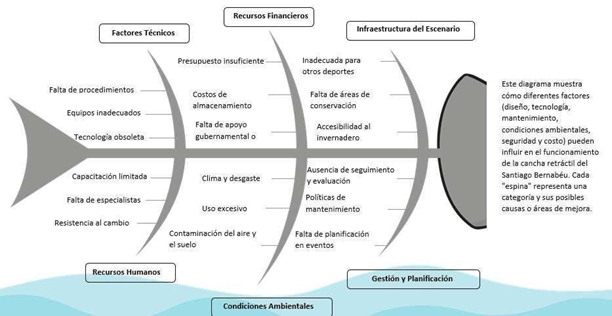 Factores Técnicos
Recursos Financieros
Infraestructura del Escenario
Falta de procedimientos
Equipos inadecuados
Tecnología obsoleta
Presupuesto insuficiente
Costos de
almacenamiento
Falta de apoyo
gubernamental o
Inadecuada para
otros deportes
Falta de áreas de
conservación
Accesibilidad al
invernadero
Capacitación limitada
Falta de especialistas
Resistencia al cambio
Clima y desgaste
Uso excesivo
Contaminación del aire y
el suelo
Ausencia de seguimiento
y evaluación
Políticas de
mantenimiento
Falta de planificación
en eventos
Recursos Humanos
Condiciones Ambientales
Gestión y Planificación
Este diagrama muestra
cómo diferentes factores
(diseño, tecnología,
mantenimiento,
condiciones ambientales,
seguridad y costo) pueden
influir en el funcionamiento
de la cancha retráctil del
Santiago Bernabéu. Cada
"espina" representa una
categoría y sus posibles
causas o áreas de mejora.